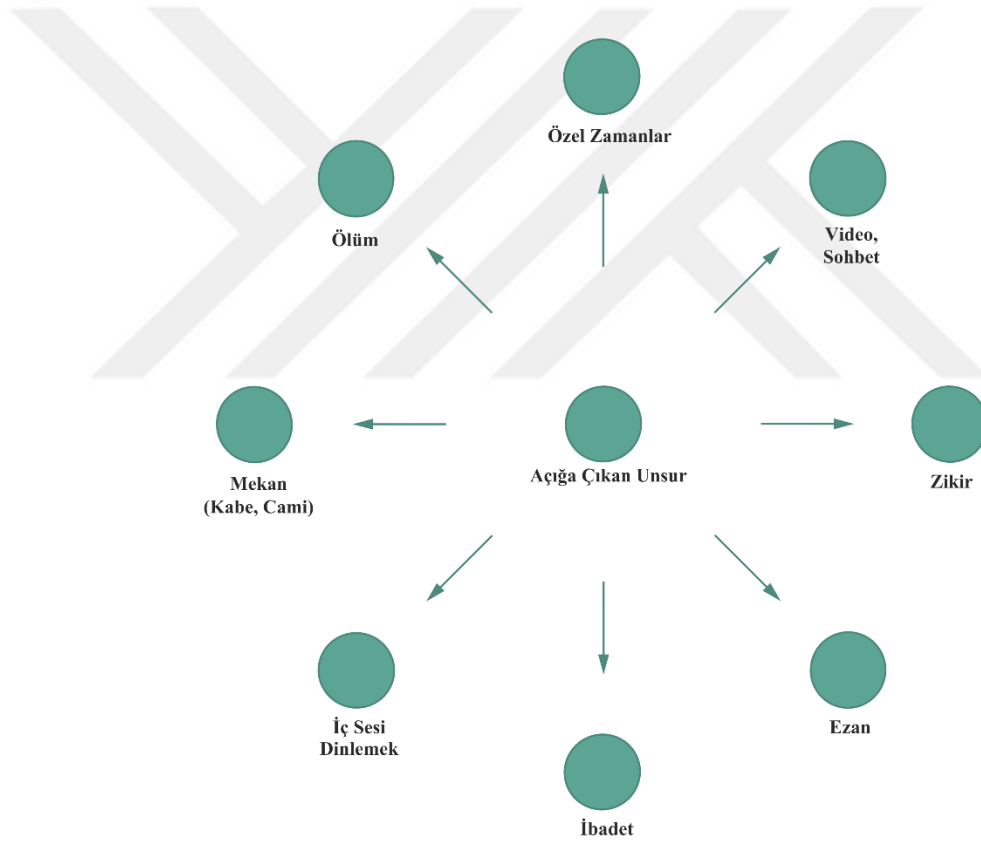 Özel Zamanlar
Ölüm
Video,
Sohbet
Mekan
(Kabe, Cami)
Açığa Çıkan Unsur
Zikir
İç Sesi
Dinlemek
Ezan
İbadet